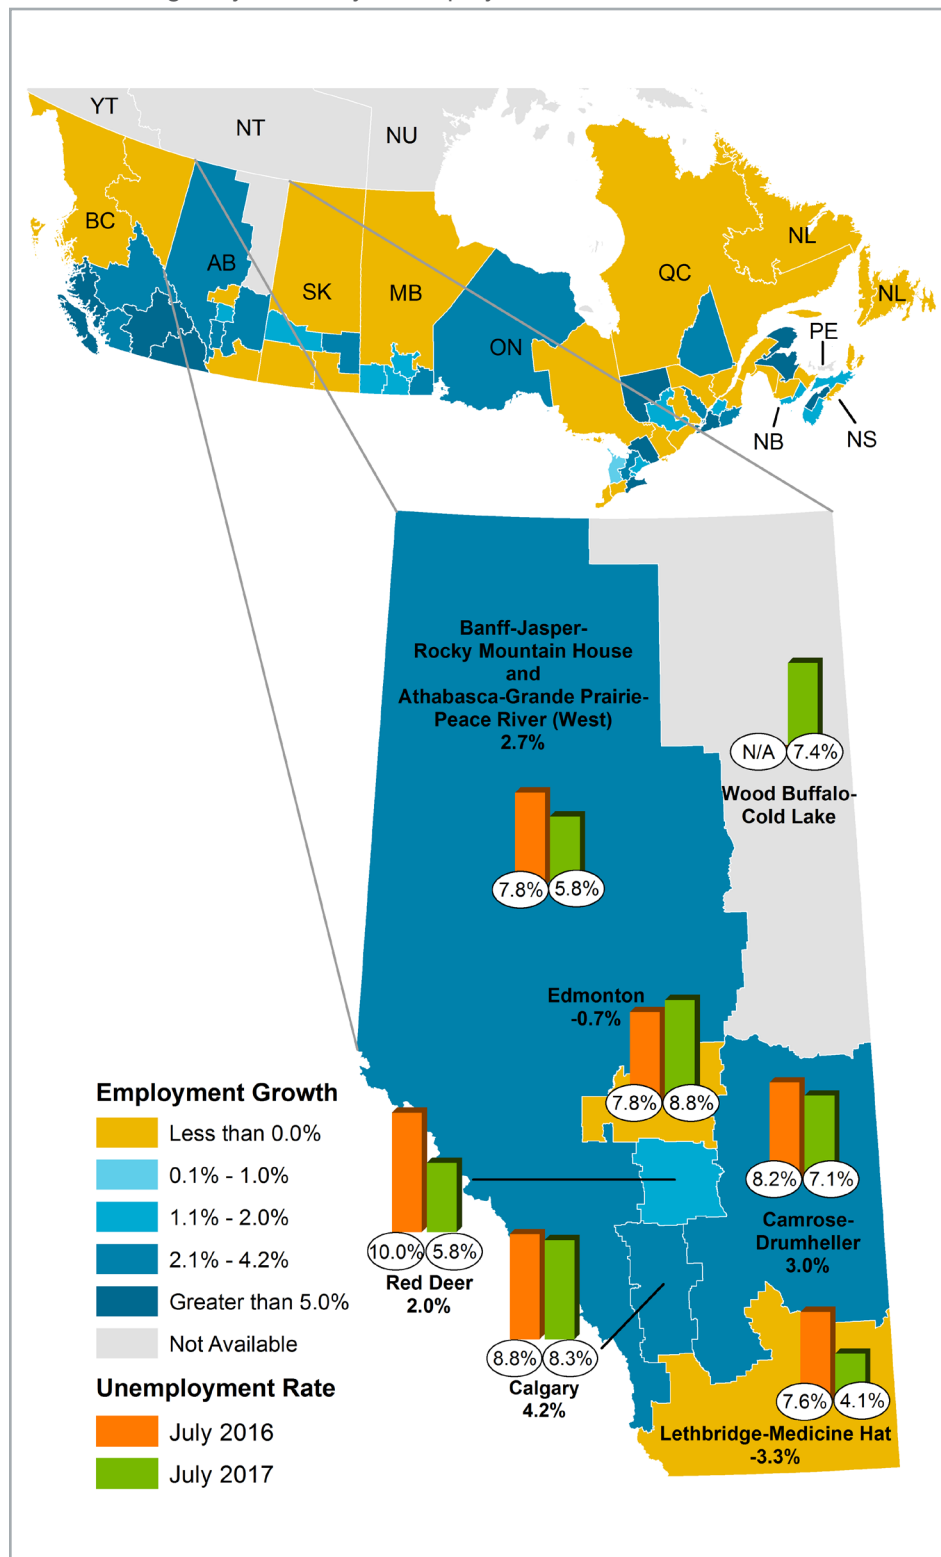 YT
NT
NU
BC
AB
SK
MB
ON
QC
NL
NL
PE
NB
NS
Banff-Jasper-
Rocky Mountain House
and
Athabasca-Grande Prairie-
Peace River (West)
2.7%
7.8%
5.8%
N/A
7.4%
Wood Buffalo-
Cold Lake
Edmonton
-0.7%
7.8%
8.8%
8.2%
7.1%
Camrose-
Drumheller
3.0%
10.0%
5.8%
Red Deer
2.0%
8.8%
8.3%
Calgary
4.2%
7.6%
4.1%
Lethbridge-Medicine Hat
-3.3%
Employment Growth
Less than 0.0%
0.1% - 1.0%
1.1% - 2.0%
2.1% - 4.2%
Greater than 5.0%
Not Available
Unemployment Rate
July 2016
July 2017